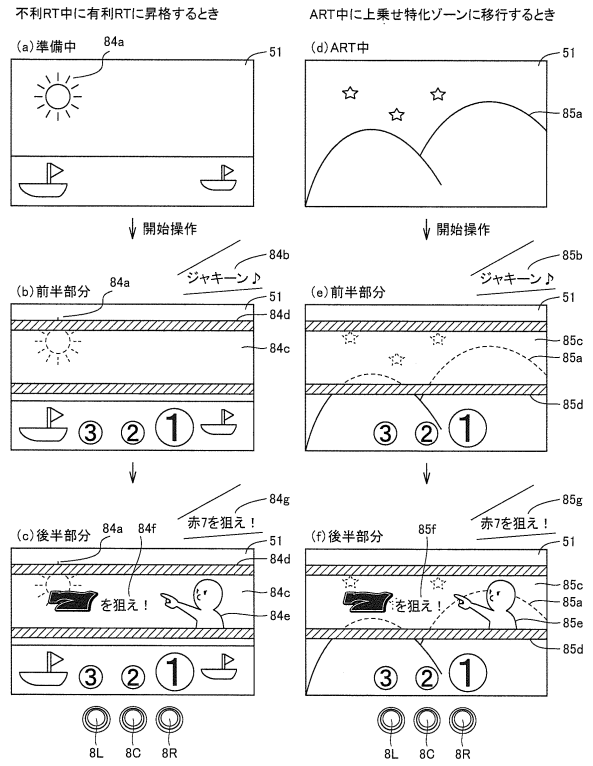 不利RT中に有利RTに昇格するとき
ART中に上乗せ特化ゾーンに移行するとき
(a)準備中
84a
51
(d)ART中
51
85a
開始操作
開始操作
(b)前半部分
84a
84b
ジャキーン♪
51
84d
84c
③ ② ①
(e)前半部分
85b
ジャキーン♪
51
85c
85a
85d
③ ② ①
(c)後半部分
84a
84f
84g
赤7を狙え!
51
84d
84c
7を狙え!
84e
③ ② ①
8L 8C 8R
(f)後半部分
85f
85g
赤7を狙え!
51
85c
85a
7を狙え!
85e
85d
③ ② ①
8L 8C 8R